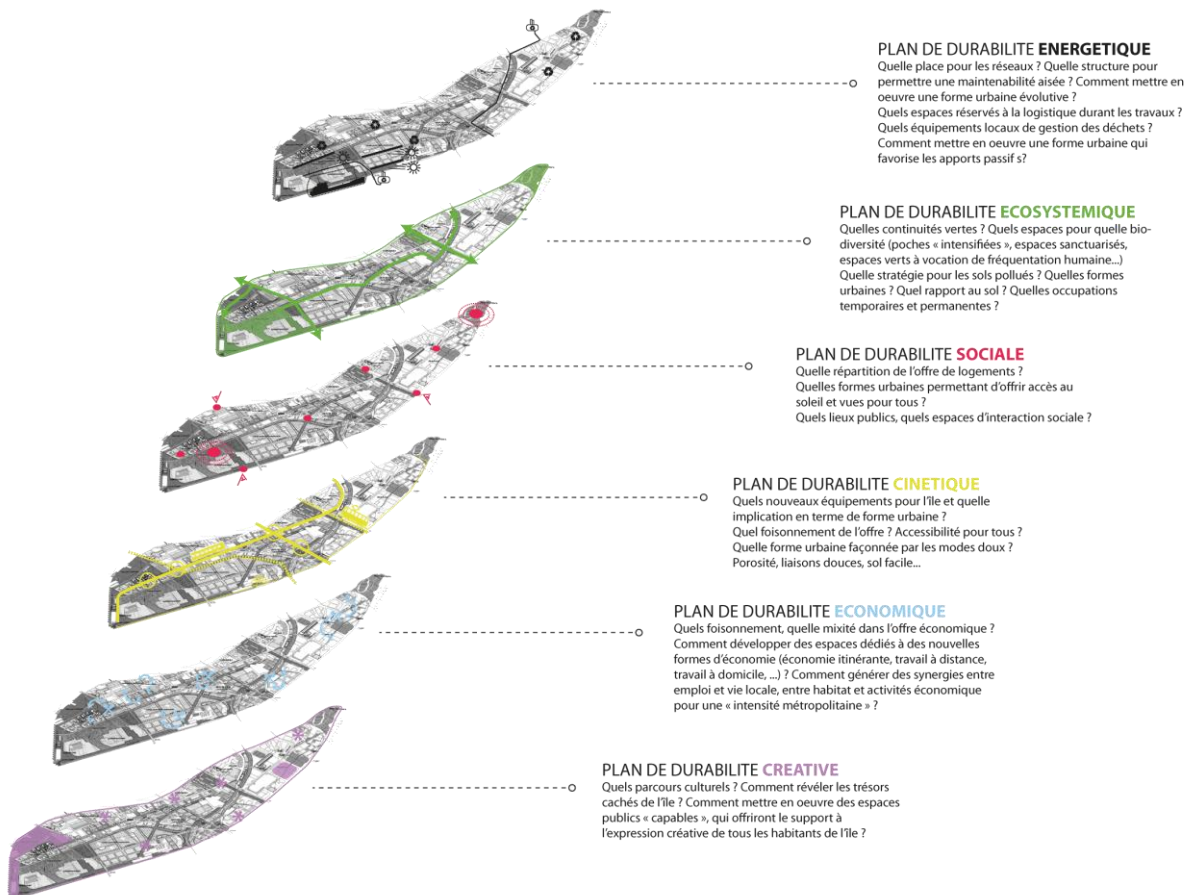 PLAN DE DURABILITE ENERGETIQUE
Quelle place pour les réseaux ? Quelle structure pour
permettre une maintenabilité aisée ? Comment mettre en
oeuvre une forme urbaine évolutive ?
Quels espaces réservés à la logistique durant les travaux ?
Quels équipements locaux de gestion des déchets ?
Comment mettre en oeuvre une forme urbaine qui
favorise les apports passif s?
PLAN DE DURABILITE ECOSYSTEMIQUE
Quelles continuités vertes ? Quels espaces pour quelle bio-
diversité (poches « intensifiées », espaces sanctuarisés,
espaces verts à vocation de fréquentation humaine...)
Quelle stratégie pour les sols pollués ? Quelles formes
urbaines ? Quel rapport au sol ? Quelles occupations
temporaires et permanentes ?
PLAN DE DURABILITE SOCIALE
Quelle répartition de l'offre de logements ?
Quelles formes urbaines permettant d'offrir accès au
soleil et vues pour tous ?
Quels lieux publics, quels espaces d'interaction sociale ?
PLAN DE DURABILITE CINETIQUE
Quels nouveaux équipements pour l'île et quelle
implication en terme de forme urbaine ?
Quel foisonnement de l'offre ? Accessibilité pour tous ?
Quelle forme urbaine façonnée par les modes doux ?
Porosité, liaisons douces, sol facile...
PLAN DE DURABILITE ECONOMIQUE
Quels foisonnement, quelle mixité dans l'offre économique ?
Comment développer des espaces dédiés à des nouvelles
formes d'économie (économie itinérante, travail à distance,
travail à domicile, ...) ? Comment générer des synergies entre
emploi et vie locale, entre habitat et activités économique
pour une « intensité métropolitaine » ?
PLAN DE DURABILITE CREATIVE
Quels parcours culturels ? Comment révéler les trésors
cachés de l'île ? Comment mettre en oeuvre des espaces
publics « capables », qui offriront le support à
l'expression créative de tous les habitants de l'île ?